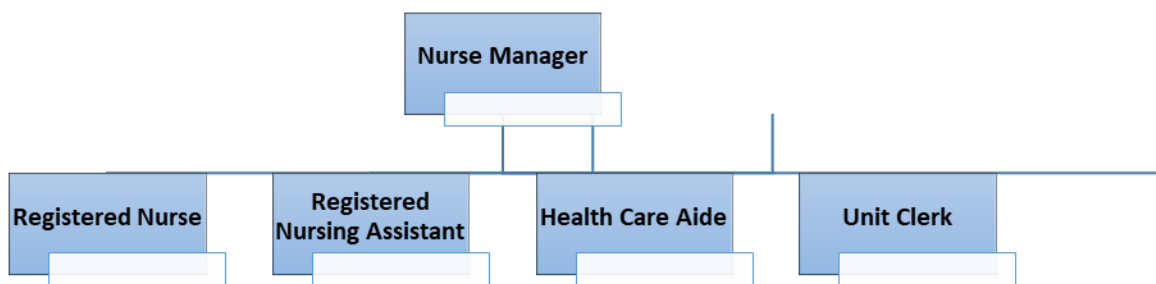 Nurse Manager
Registered Nurse
Registered
Nursing Assistant
Health Care Aide
Unit Clerk